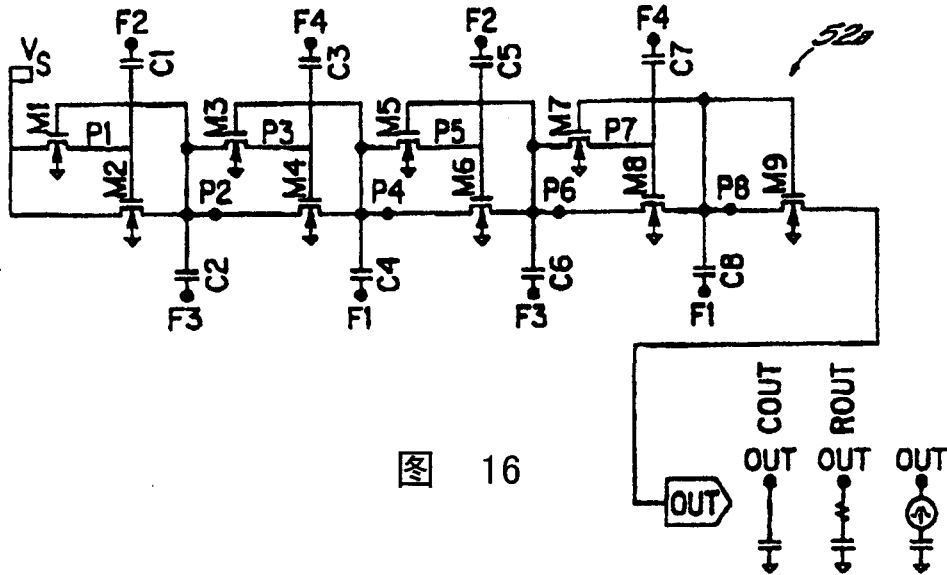 F2 F4 F2 F4 52a
VS C1 C3 C5 C7
M1 P1 M3 P3 M5 P5 M7 P7
M2 P2 M4 P4 M6 P6 M8 P8 M9
C2 C4 C6 C8
F3 F1 F3 F1
COUT ROUT
图 16
OUT OUT OUT
OUT